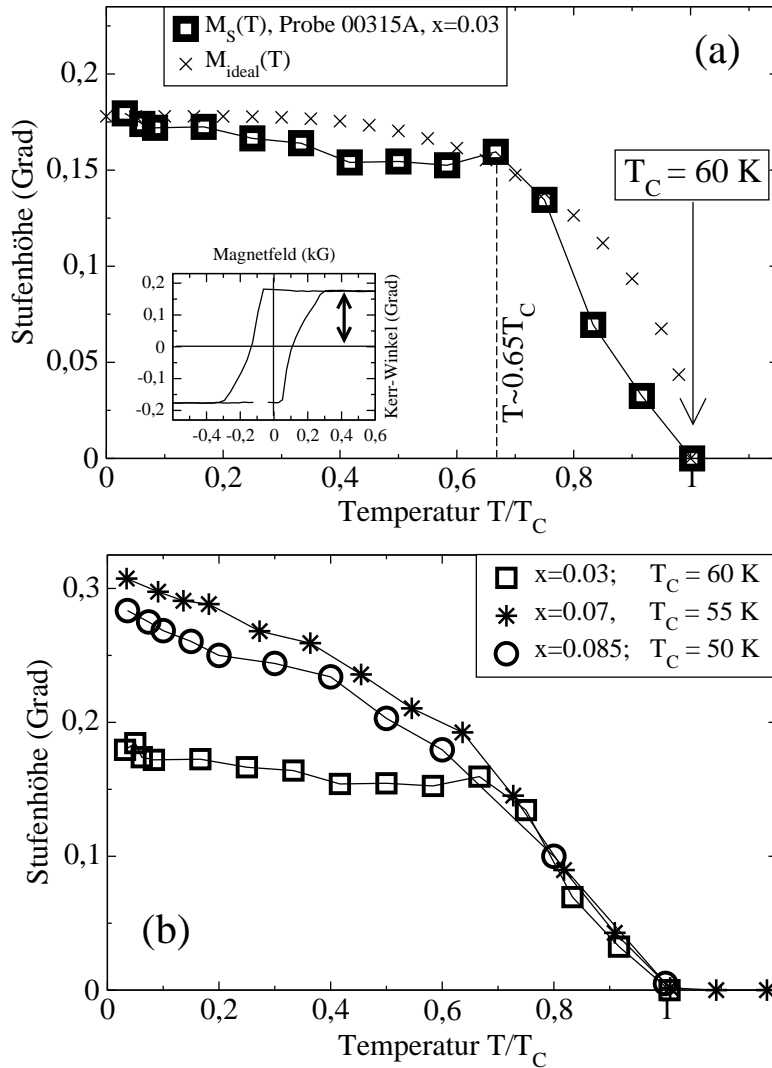 (a)
M_S(T), Probe 00315A, x=0.03
M_ideal(T)
Stufenhöhe (Grad)
0,2
0,15
0,1
0,05
0
T_C = 60 K
T~0.65T_C
Magnetfeld (kG)
Kerr-Winkel (Grad)
0,2
0,1
0
-0,1
-0,2
-0,4 -0,2 0 0,2 0,4 0,6
0 0,2 0,4 0,6 0,8 1
Temperatur T/T_C
(b)
x=0.03; T_C = 60 K
x=0.07, T_C = 55 K
x=0.085; T_C = 50 K
Stufenhöhe (Grad)
0,3
0,2
0,1
0
0 0,2 0,4 0,6 0,8 1
Temperatur T/T_C